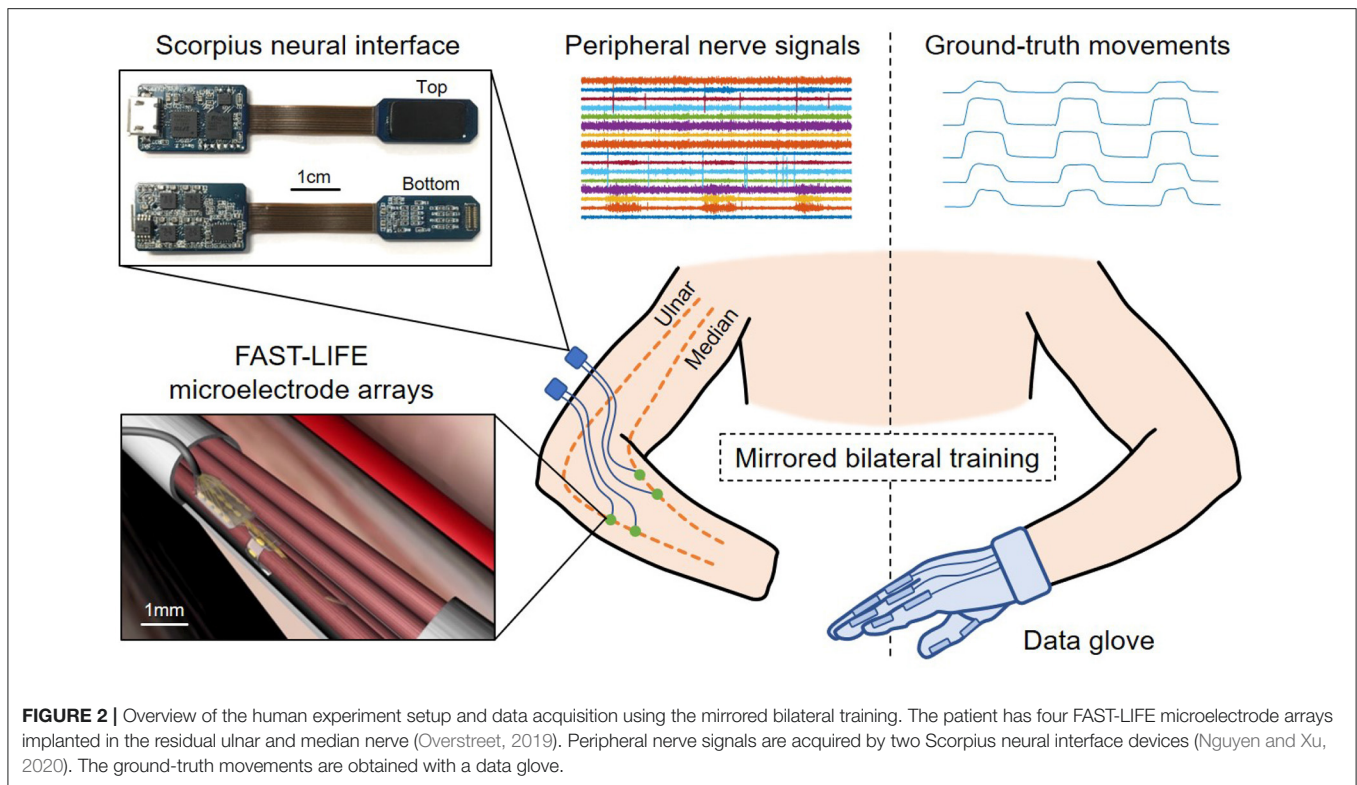 Scorpius neural interface
Top
1cm
Bottom
Peripheral nerve signals
Ground-truth movements
FAST-LIFE
microelectrode arrays
1mm
Ulnar
Median
Mirrored bilateral training
Data glove
FIGURE 2 | Overview of the human experiment setup and data acquisition using the mirrored bilateral training. The patient has four FAST-LIFE microelectrode arrays
implanted in the residual ulnar and median nerve (Overstreet, 2019). Peripheral nerve signals are acquired by two Scorpius neural interface devices (Nguyen and Xu,
2020). The ground-truth movements are obtained with a data glove.